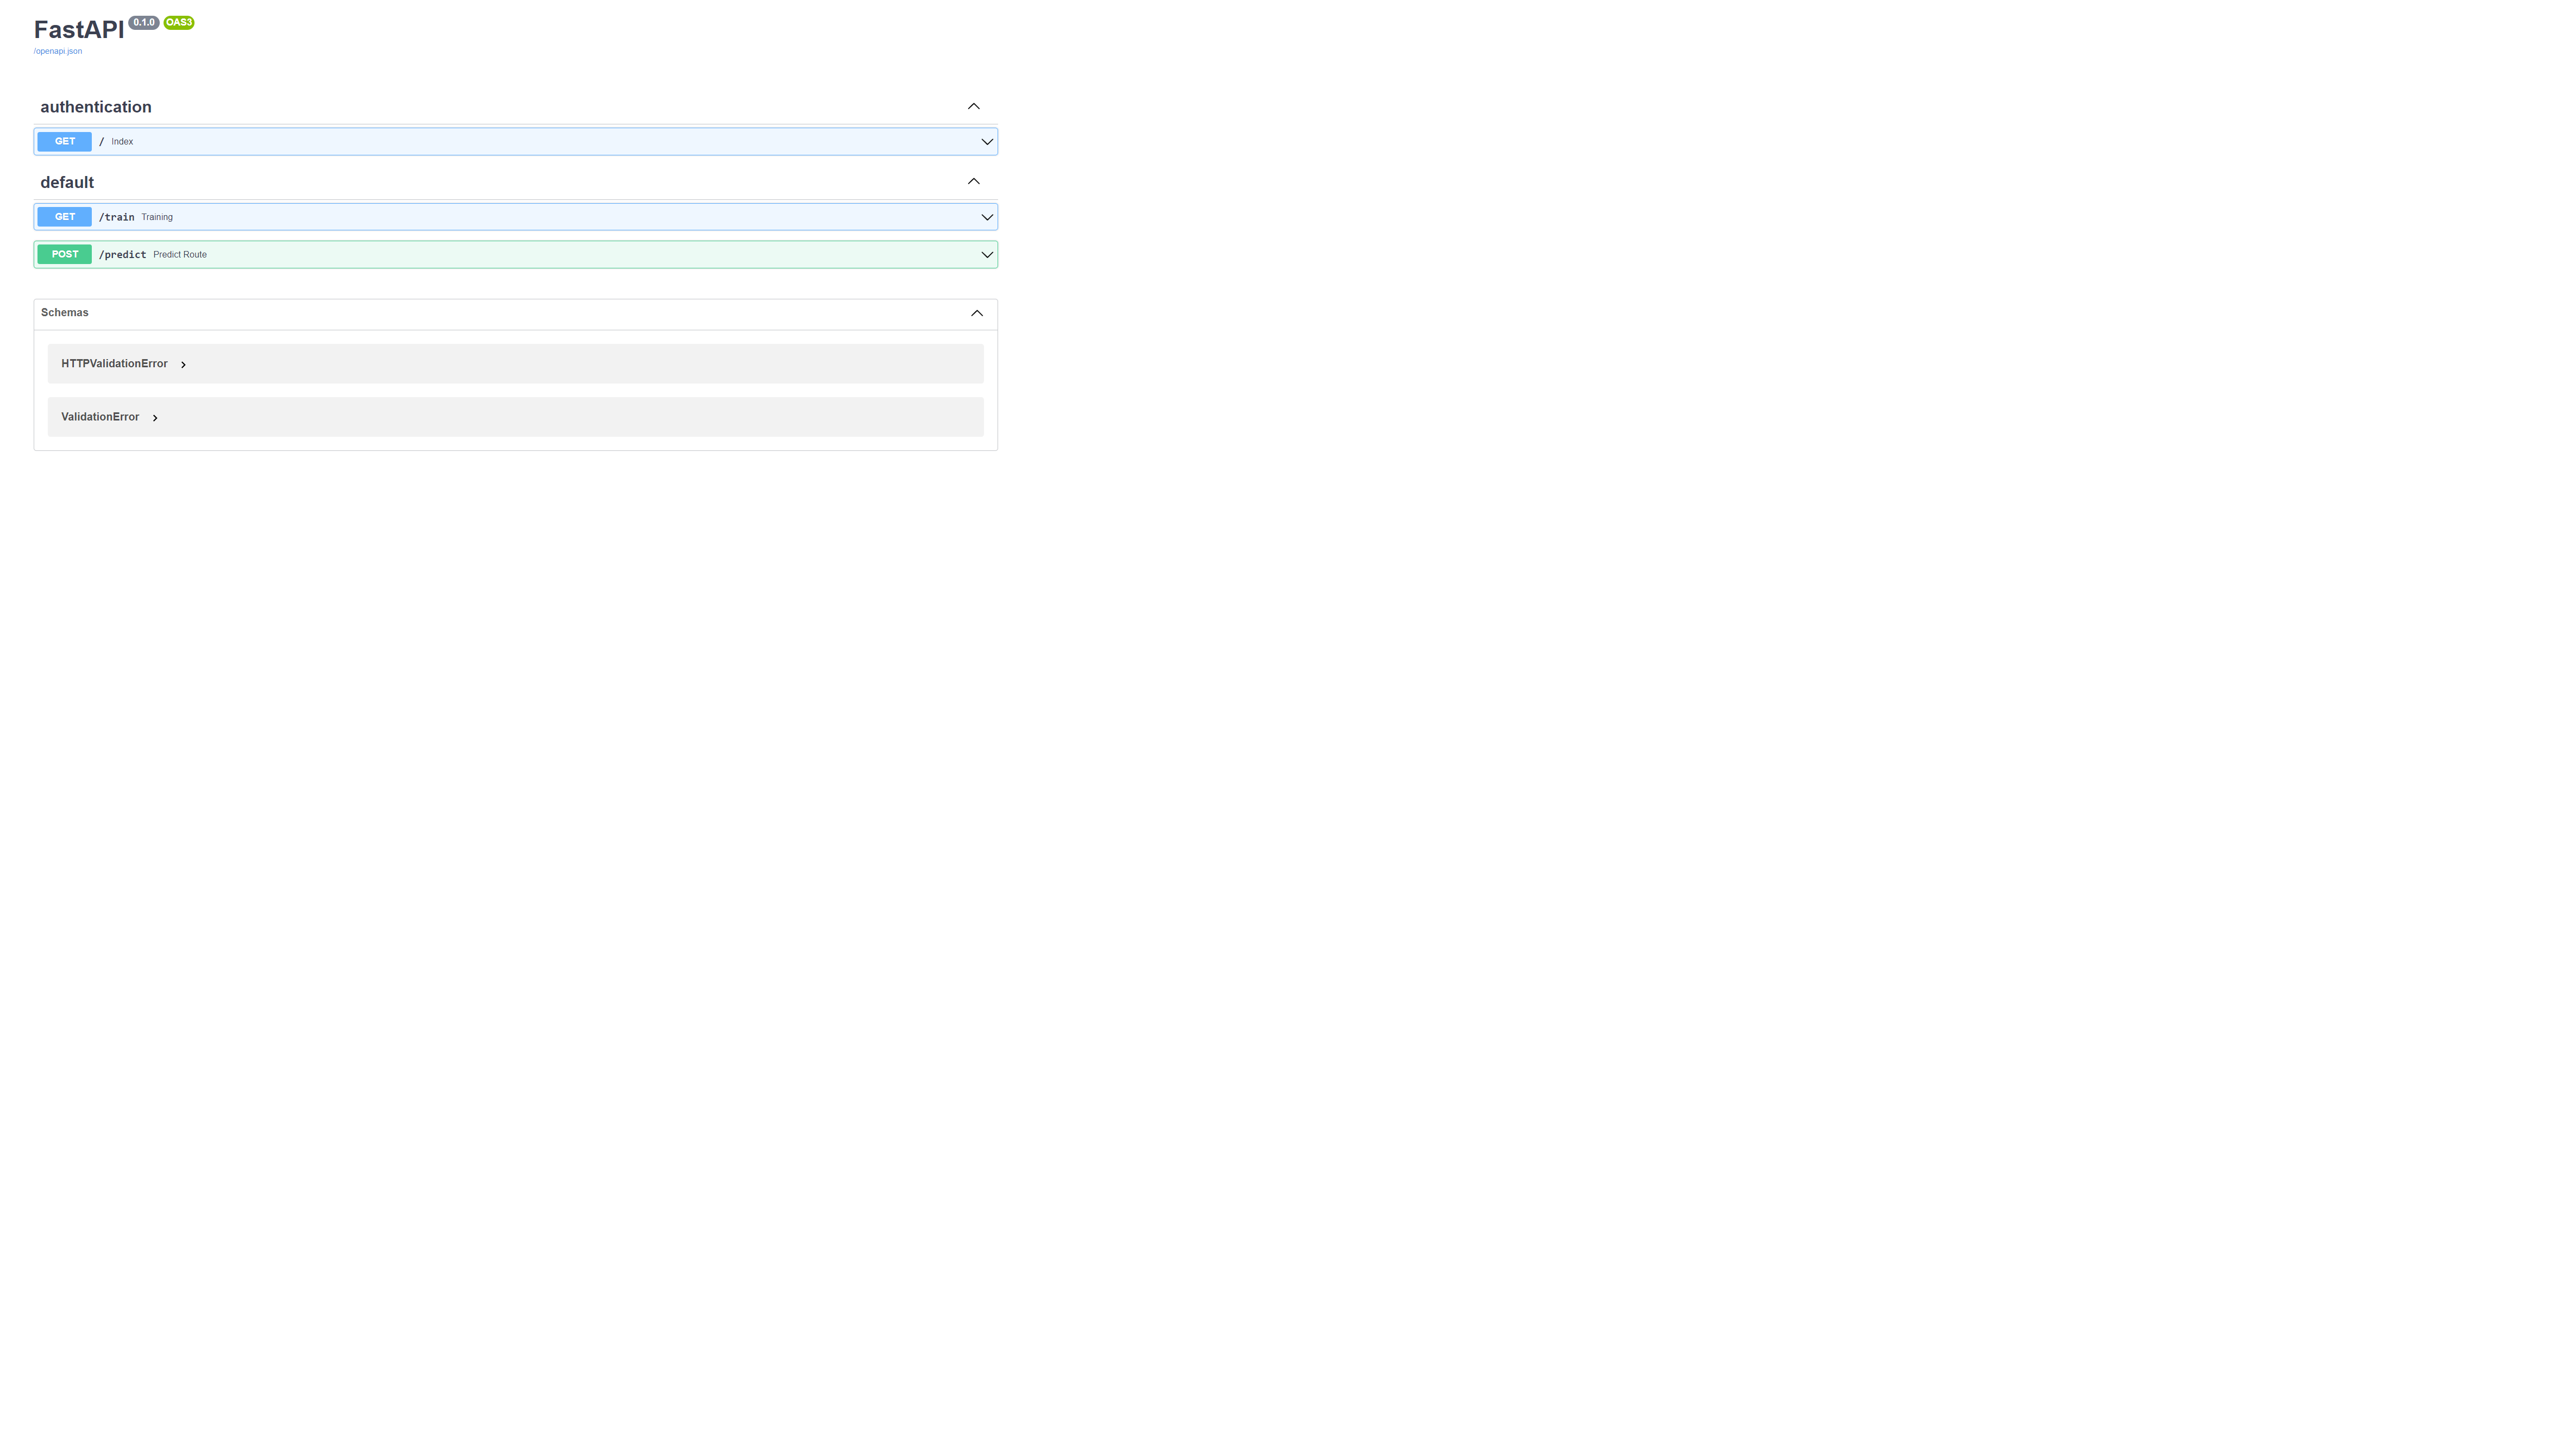 FastAPI 0.1.0 OAS3
/openapi.json
authentication
GET / Index
default
GET /train Training
POST /predict Predict Route
Schemas
HTTPValidationError
ValidationError